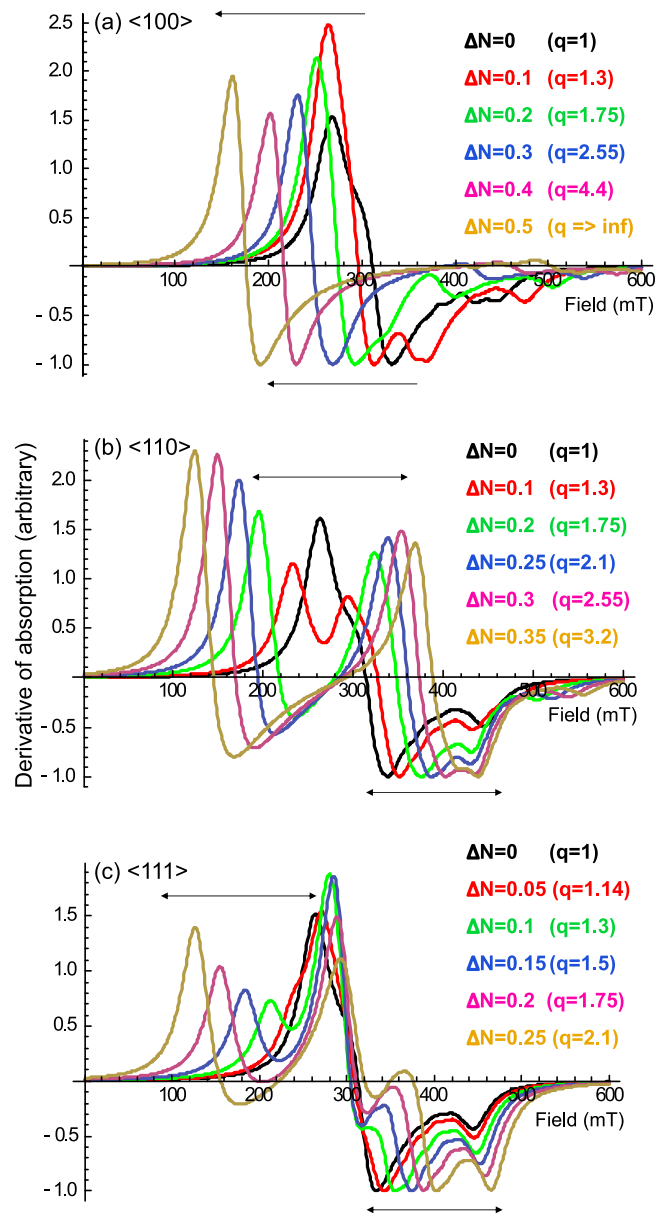 (a) <100>
ΔN=0 (q=1)
ΔN=0.1 (q=1.3)
ΔN=0.2 (q=1.75)
ΔN=0.3 (q=2.55)
ΔN=0.4 (q=4.4)
ΔN=0.5 (q => inf)
2.5
2.0
1.5
1.0
0.5
100 200 300 400 500 600
Field (mT)
- 0.5
- 1.0
Derivative of absorption (arbitrary)
(b) <110>
ΔN=0 (q=1)
ΔN=0.1 (q=1.3)
ΔN=0.2 (q=1.75)
ΔN=0.25 (q=2.1)
ΔN=0.3 (q=2.55)
ΔN=0.35 (q=3.2)
2.0
1.5
1.0
0.5
100 200 300 400 500 600
Field (mT)
- 0.5
- 1.0
(c) <111>
ΔN=0 (q=1)
ΔN=0.05 (q=1.14)
ΔN=0.1 (q=1.3)
ΔN=0.15 (q=1.5)
ΔN=0.2 (q=1.75)
ΔN=0.25 (q=2.1)
1.5
1.0
0.5
100 200 300 400 500 600
Field (mT)
- 0.5
- 1.0